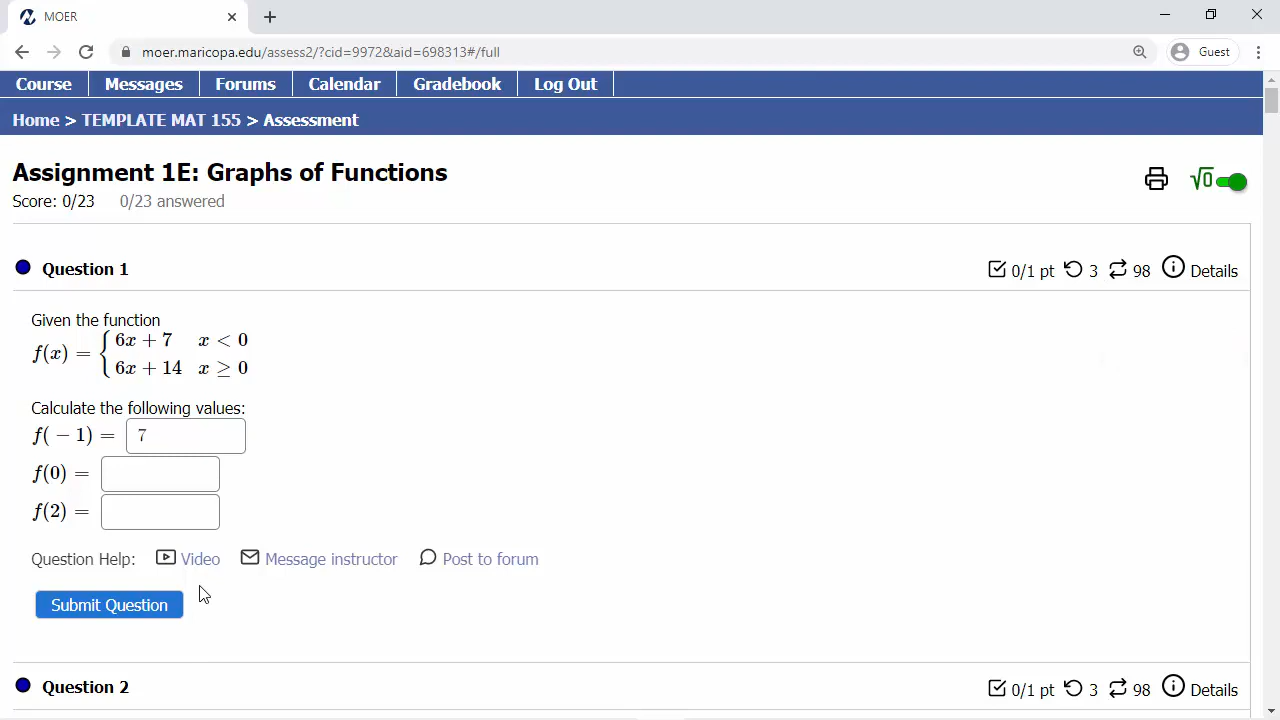 MOER
moer.maricopa.edu/assess2/?cid=9972&aid=698313#/full
Guest
Course Messages Forums Calendar Gradebook Log Out
Home > TEMPLATE MAT 155 > Assessment
Assignment 1E: Graphs of Functions
Score: 0/23 0/23 answered
√0
Question 1
0/1 pt 3 98 Details
Given the function
f(x) = { 6x + 7 x < 0
6x + 14 x ≥ 0
Calculate the following values:
f( − 1) = 7
f(0) =
f(2) =
Question Help: Video Message instructor Post to forum
Submit Question
Question 2
0/1 pt 3 98 Details